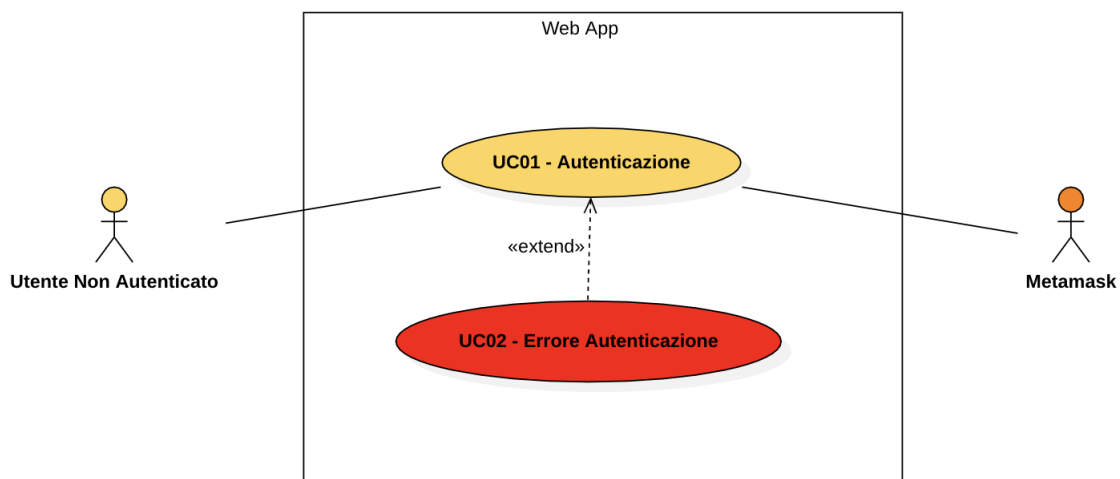 Web App
UC01 - Autenticazione
«extend»
Utente Non Autenticato
Metamask
UC02 - Errore Autenticazione